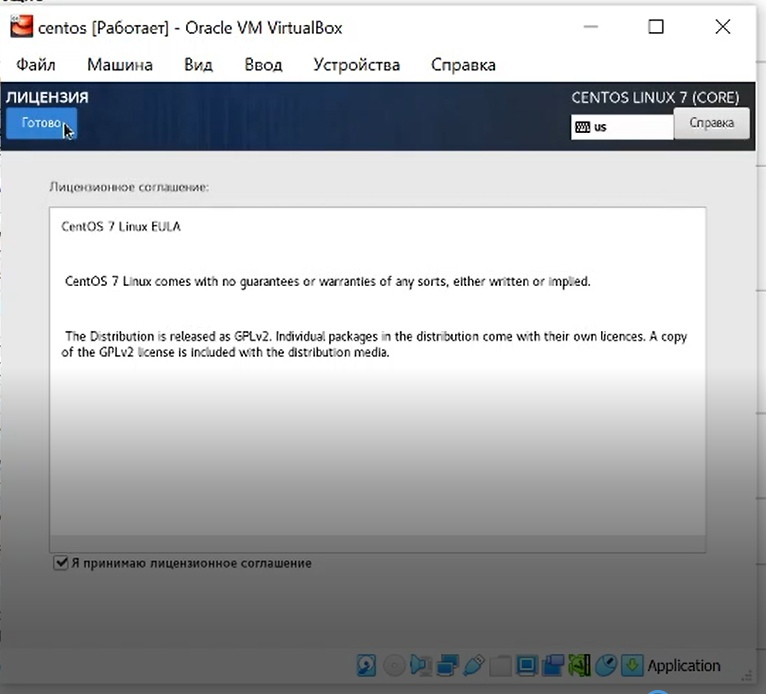 centos [Работает] - Oracle VM VirtualBox
Файл Машина Вид Ввод Устройства Справка
ЛИЦЕНЗИЯ
CENTOS LINUX 7 (CORE)
Готово
us
Справка
Лицензионное соглашение:
CentOS 7 Linux EULA
CentOS 7 Linux comes with no guarantees or warranties of any sorts, either written or implied.
The Distribution is released as GPLv2. Individual packages in the distribution come with their own licences. A copy
of the GPLv2 license is included with the distribution media.
Я принимаю лицензионное соглашение
Application